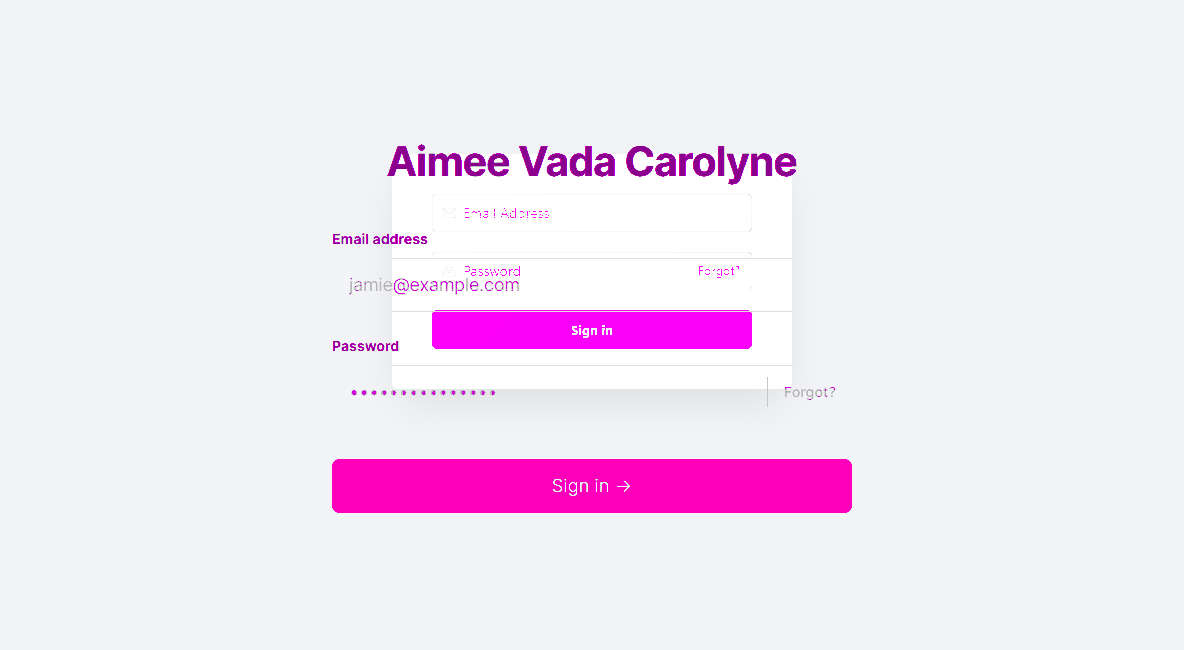 Aimee Vada Carolyne
Email Address
Email address
Password Forgot?
jamie@example.com
Sign in
Password
Forgot?
Sign in →